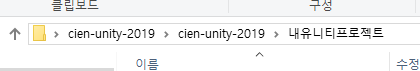 클립보드 구성
cien-unity-2019 > cien-unity-2019 > 내유니티프로젝트
이름 수정